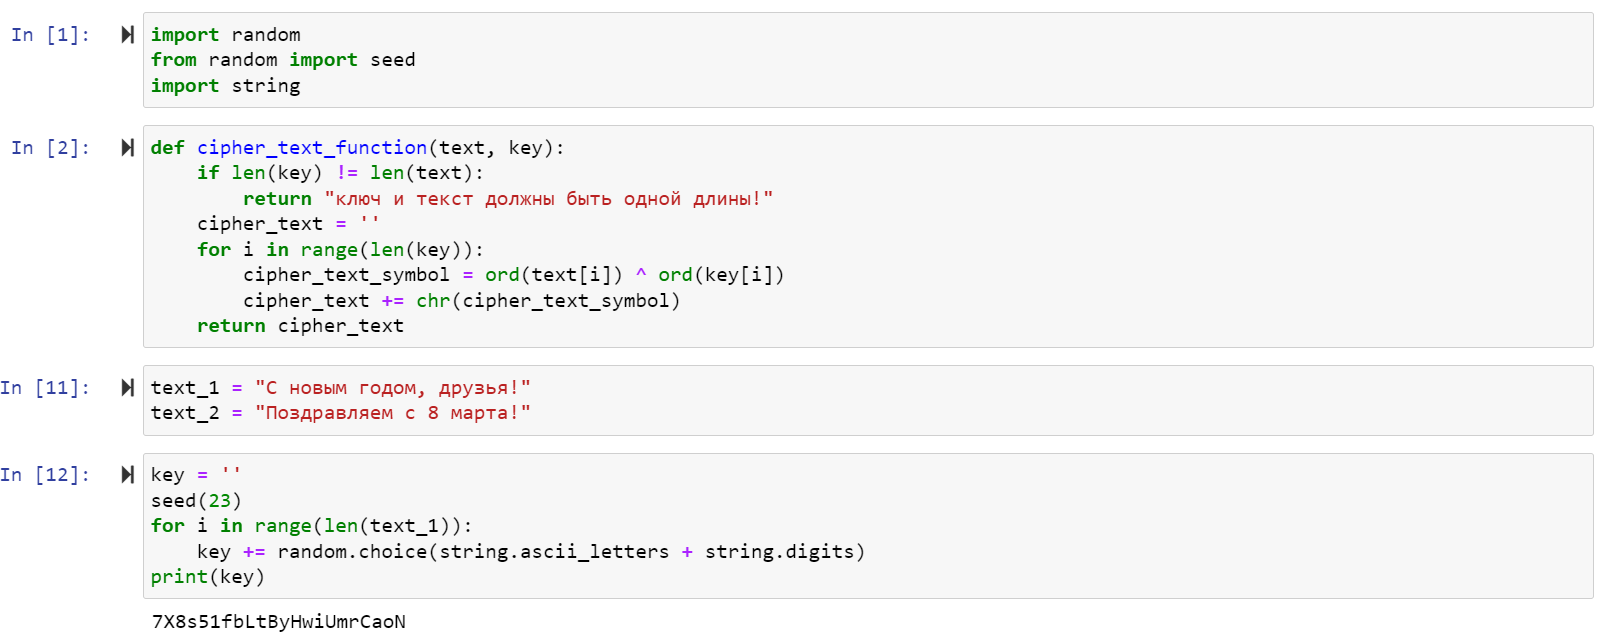 In [1]:
import random
from random import seed
import string
In [2]:
def cipher_text_function(text, key):
    if len(key) != len(text):
        return "ключ и текст должны быть одной длины!"
    cipher_text = ''
    for i in range(len(key)):
        cipher_text_symbol = ord(text[i]) ^ ord(key[i])
        cipher_text += chr(cipher_text_symbol)
    return cipher_text
In [11]:
text_1 = "С новым годом, друзья!"
text_2 = "Поздравляем с 8 марта!"
In [12]:
key = ''
seed(23)
for i in range(len(text_1)):
    key += random.choice(string.ascii_letters + string.digits)
print(key)
7X8s51fbLtByHwiUmrCaoN